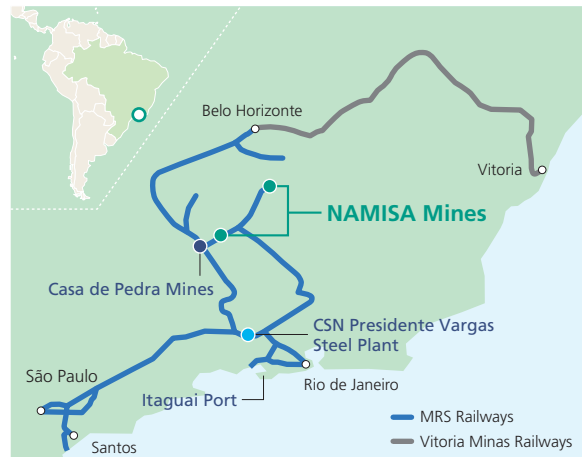 Belo Horizonte
Vitoria
NAMISA Mines
Casa de Pedra Mines
CSN Presidente Vargas
Steel Plant
São Paulo
Itaguai Port
Rio de Janeiro
Santos
MRS Railways
Vitoria Minas Railways